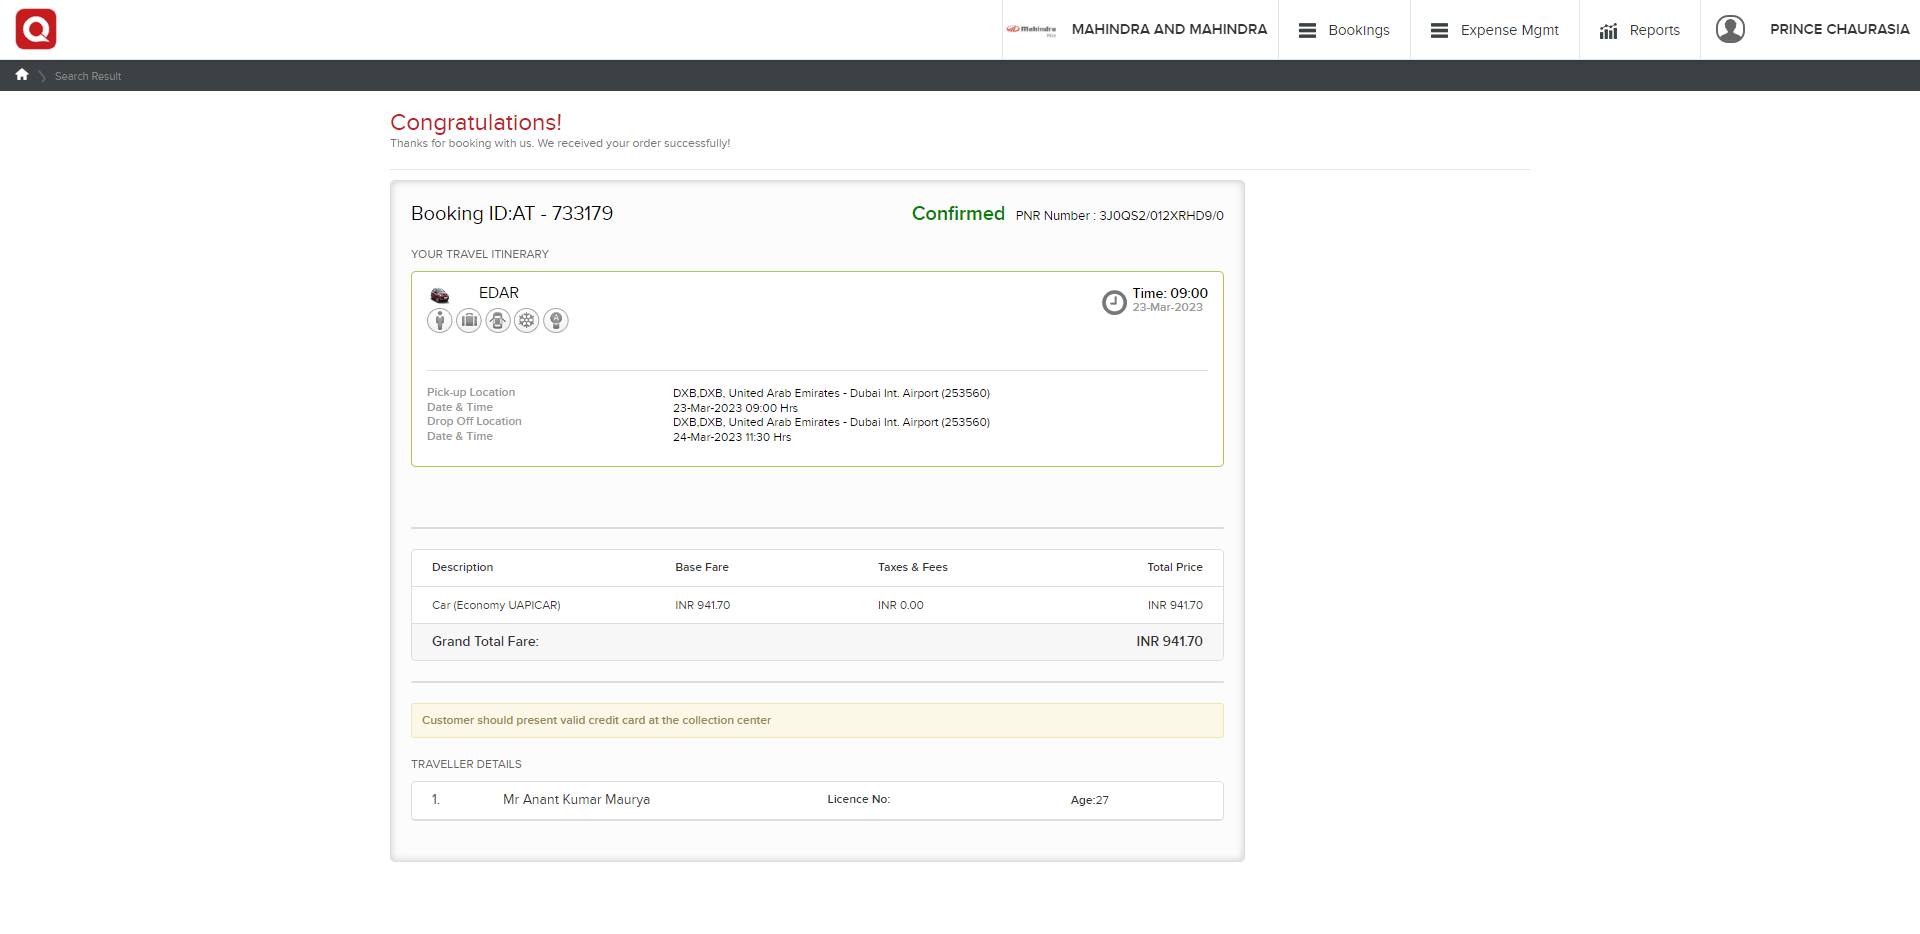 Q
Mahindra
MAHINDRA AND MAHINDRA
Bookings
Expense Mgmt
Reports
PRINCE CHAURASIA
Search Result
Congratulations!
Thanks for booking with us. We received your order successfully!
Booking ID:AT - 733179
Confirmed PNR Number : 3J0QS2/012XRHD9/0
YOUR TRAVEL ITINERARY
EDAR
Time: 09:00
23-Mar-2023
A
Pick-up Location DXB,DXB, United Arab Emirates - Dubai Int. Airport (253560)
Date & Time 23-Mar-2023 09:00 Hrs
Drop Off Location DXB,DXB, United Arab Emirates - Dubai Int. Airport (253560)
Date & Time 24-Mar-2023 11:30 Hrs
Description Base Fare Taxes & Fees Total Price
Car (Economy UAPICAR) INR 941.70 INR 0.00 INR 941.70
Grand Total Fare: INR 941.70
Customer should present valid credit card at the collection center
TRAVELLER DETAILS
1. Mr Anant Kumar Maurya Licence No: Age:27